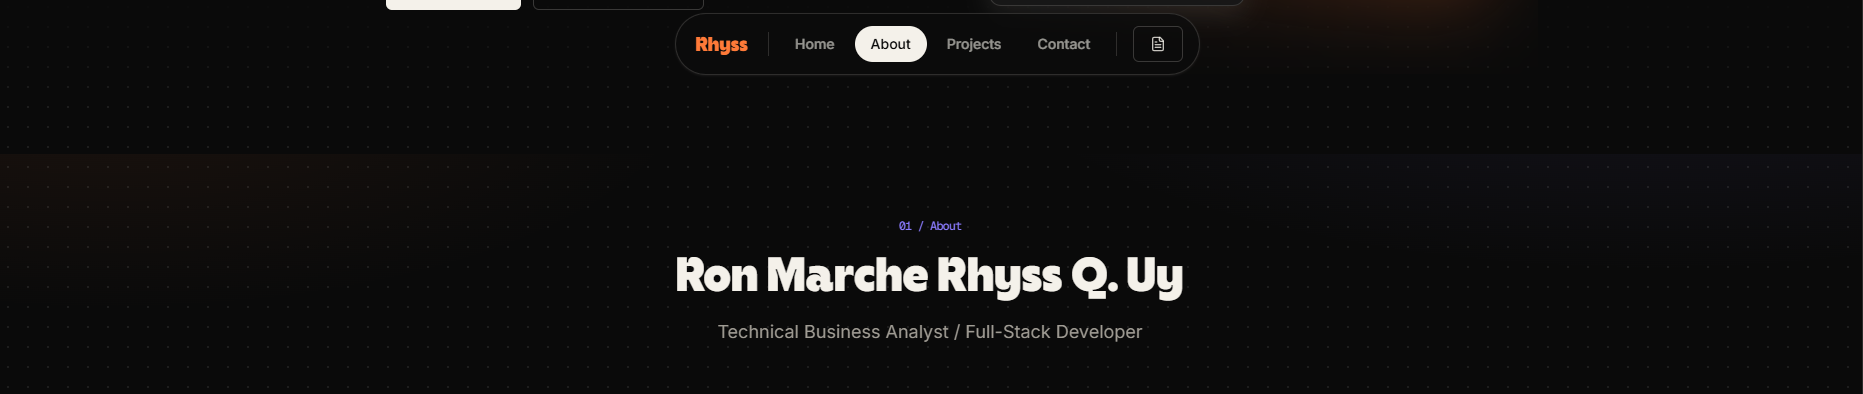 Rhyss Home About Projects Contact
01 / About
Ron Marche Rhyss Q. Uy
Technical Business Analyst / Full-Stack Developer